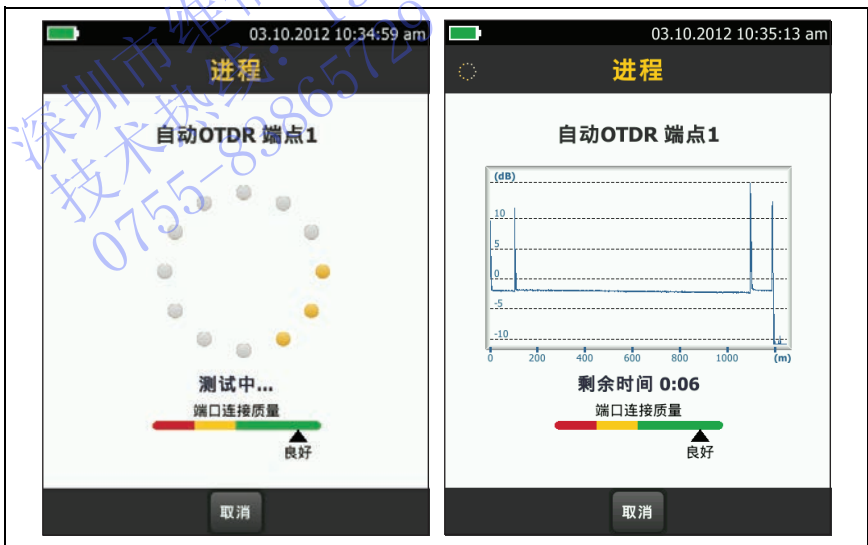 03.10.2012 10:34:59 am
进程
自动OTDR 端点1
测试中...
端口连接质量
良好
取消
03.10.2012 10:35:13 am
进程
自动OTDR 端点1
(dB)
10
5
0
-5
-10
0 200 400 600 800 1000 (m)
剩余时间 0:06
端口连接质量
良好
取消
深圳市维
技术热线：
0755-83865729